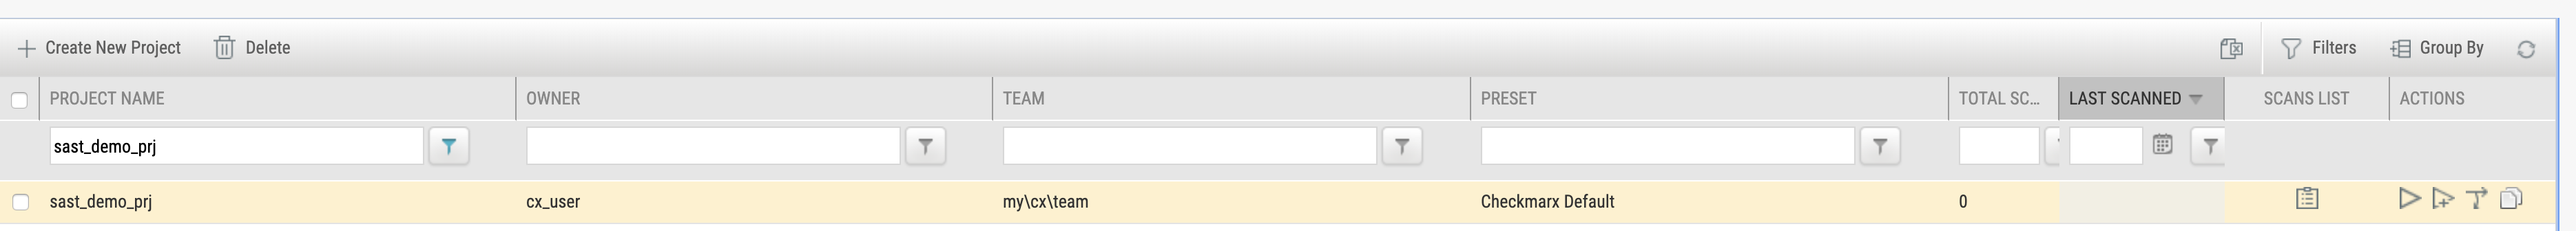 Create New Project Delete Filters Group By
PROJECT NAME OWNER TEAM PRESET TOTAL SC... LAST SCANNED SCANS LIST ACTIONS
sast_demo_prj
sast_demo_prj cx_user my\cx\team Checkmarx Default 0